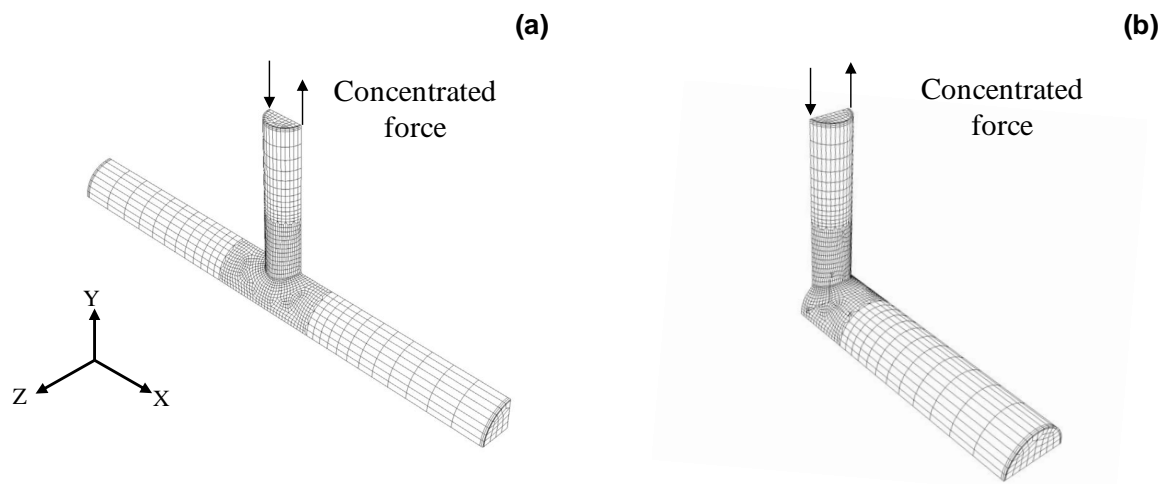 (a)
Concentrated
force
Y
Z
X
(b)
Concentrated
force